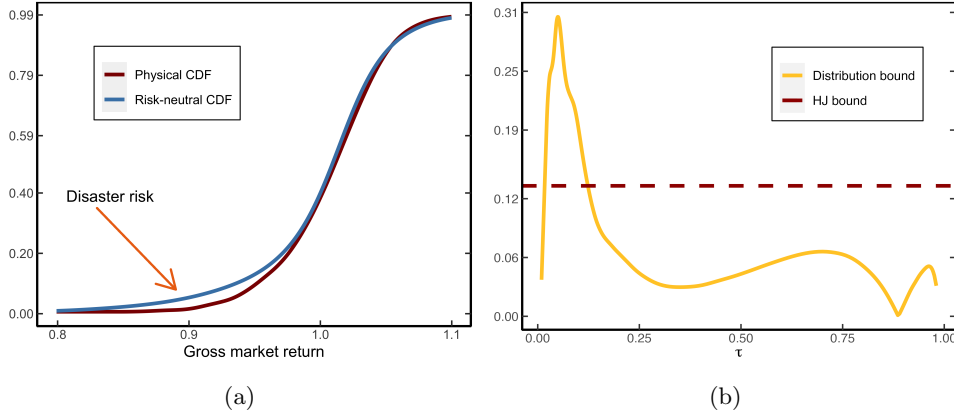 0.99
0.79
0.59
0.40
0.20
0.00
Physical CDF
Risk-neutral CDF
Disaster risk
0.8
0.9
1.0
1.1
Gross market return
(a)
0.31
0.25
0.19
0.12
0.06
0.00
Distribution bound
HJ bound
0.00
0.25
0.50
0.75
1.00
τ
(b)